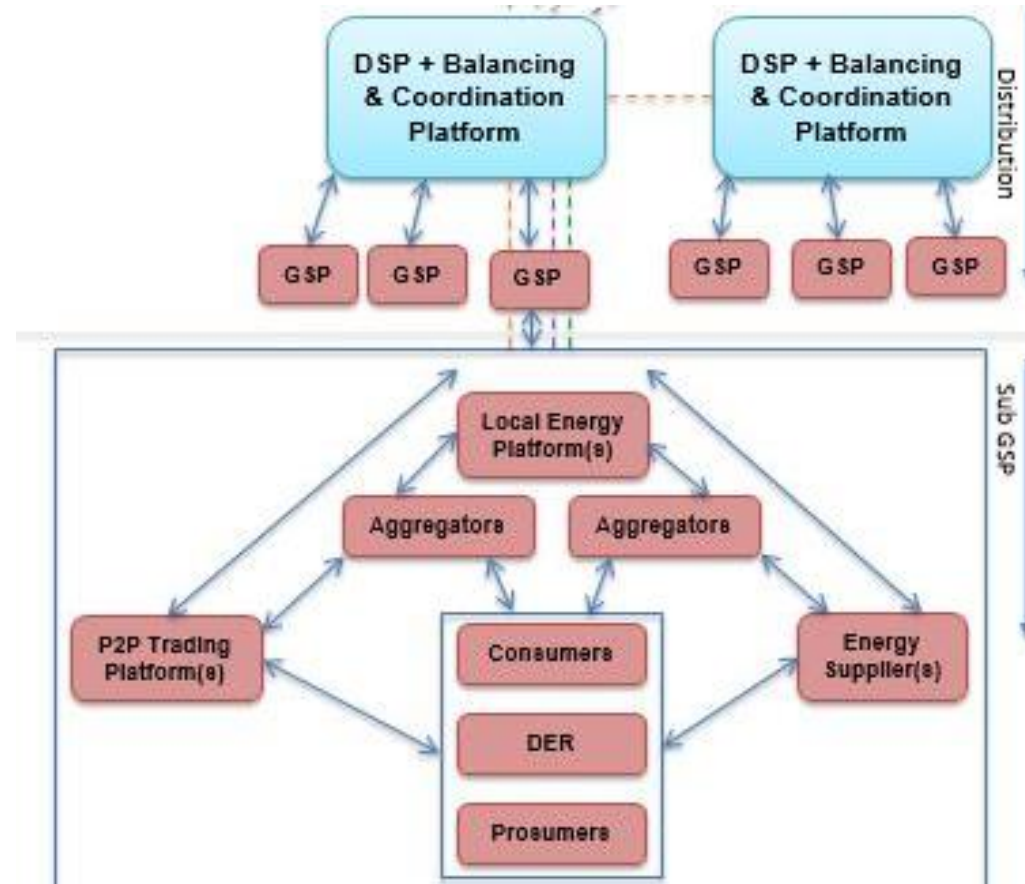 DSP + Balancing
& Coordination
Platform
DSP + Balancing
& Coordination
Platform
Distribution
GSP
GSP
GSP
GSP
GSP
GSP
Sub GSP
Local Energy
Platform(s)
Aggregators
Aggregators
P2P Trading
Platform(s)
Consumers
Energy
Supplier(s)
DER
Prosumers